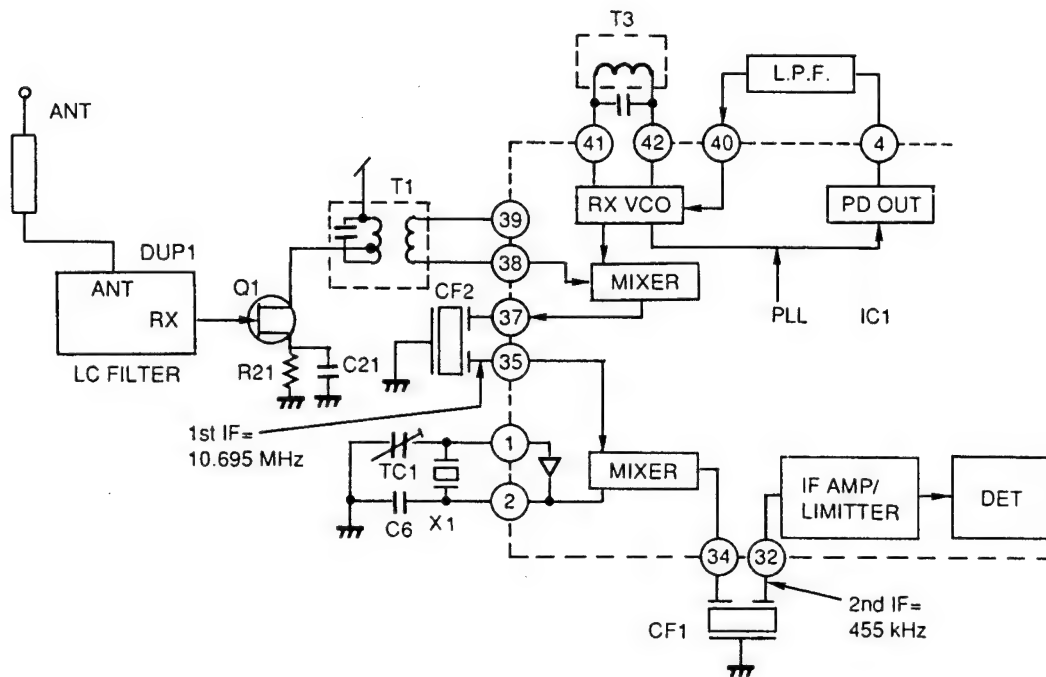 T3
L.P.F.
ANT
41
42
40
4
T1
39
RX VCO
PD OUT
DUP1
38
MIXER
ANT
Q1
CF2
37
PLL
IC1
RX
R21
C21
35
LC FILTER
1st IF=
10.695 MHz
1
TC1
MIXER
IF AMP/
LIMITTER
DET
2
C6
X1
34
32
2nd IF=
455 kHz
CF1